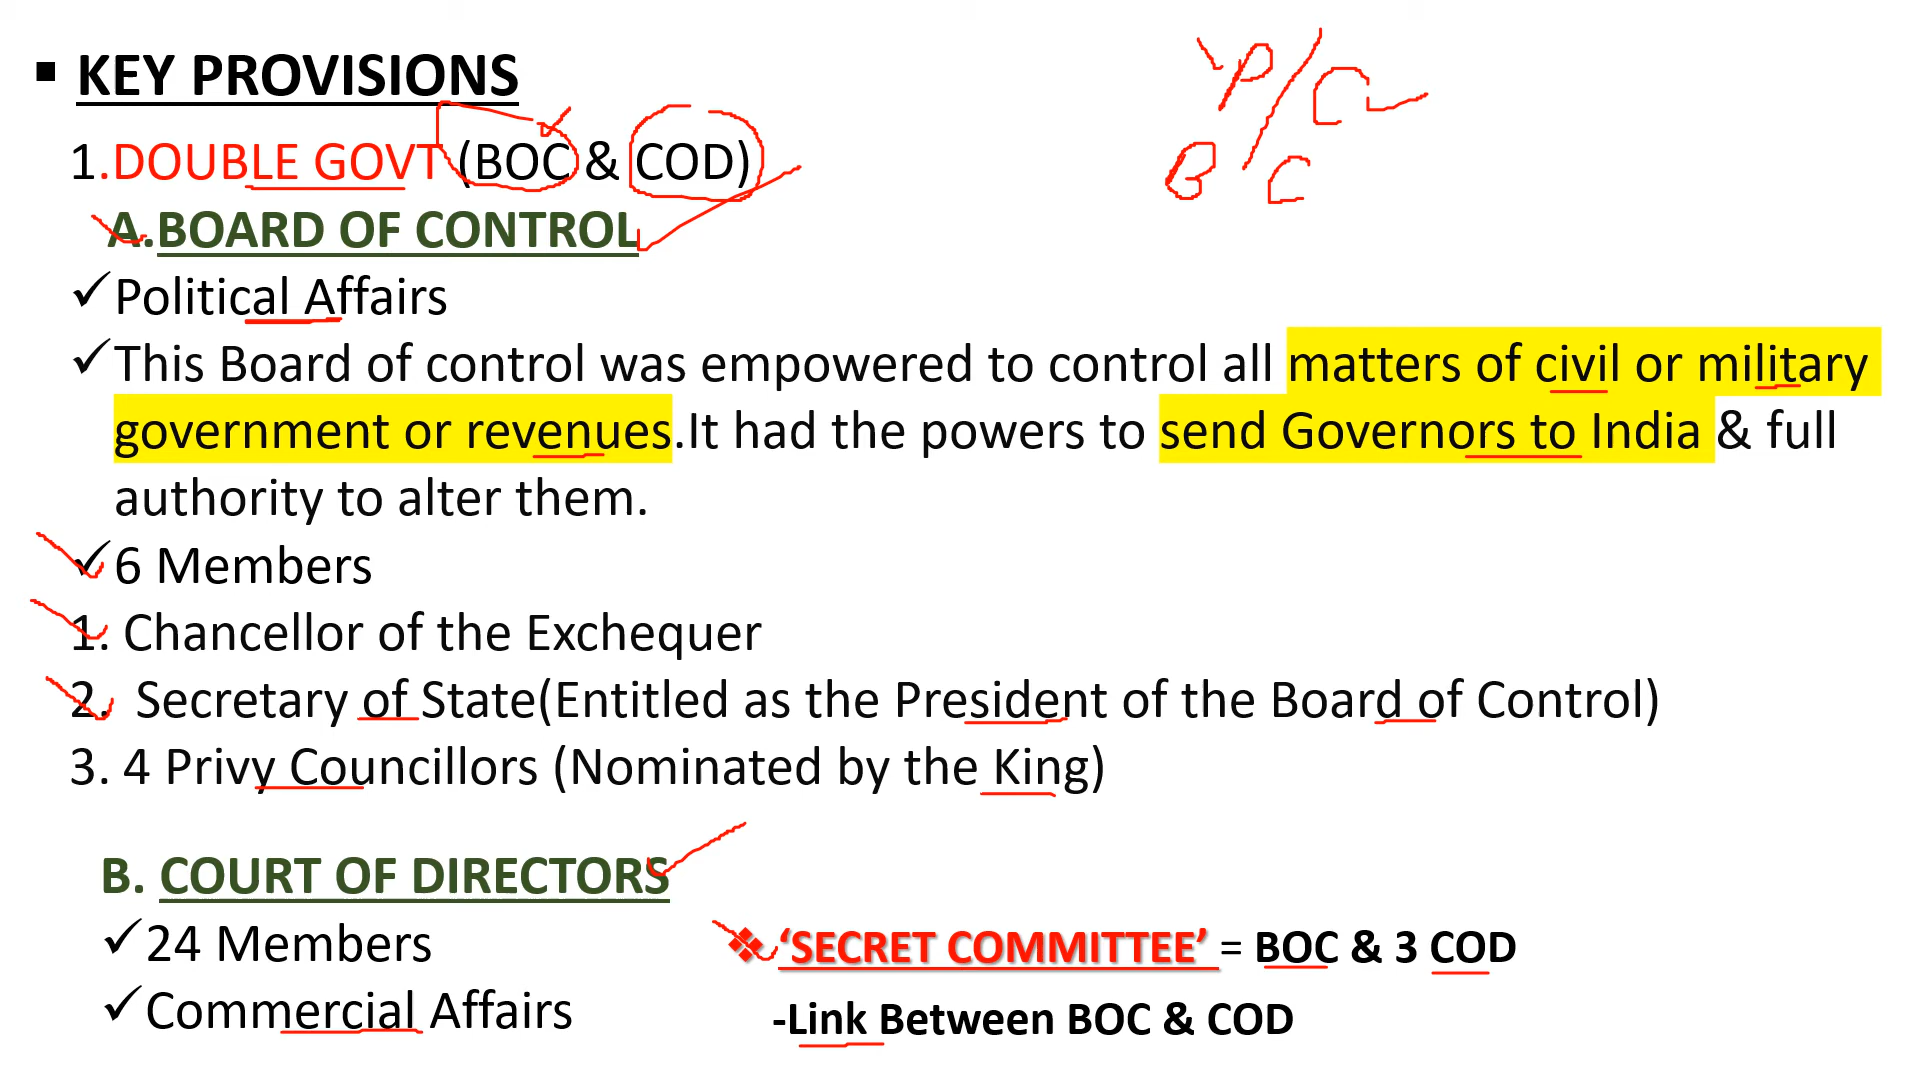 ▪ KEY PROVISIONS
1.DOUBLE GOVT (BOC & COD)
A.BOARD OF CONTROL
✓Political Affairs
✓This Board of control was empowered to control all matters of civil or military
government or revenues.It had the powers to send Governors to India & full
authority to alter them.
✓6 Members
1. Chancellor of the Exchequer
2. Secretary of State(Entitled as the President of the Board of Control)
3. 4 Privy Councillors (Nominated by the King)
B. COURT OF DIRECTORS
✓24 Members
✓Commercial Affairs
❖ ‘SECRET COMMITTEE’ = BOC & 3 COD
-Link Between BOC & COD
P / C
B C